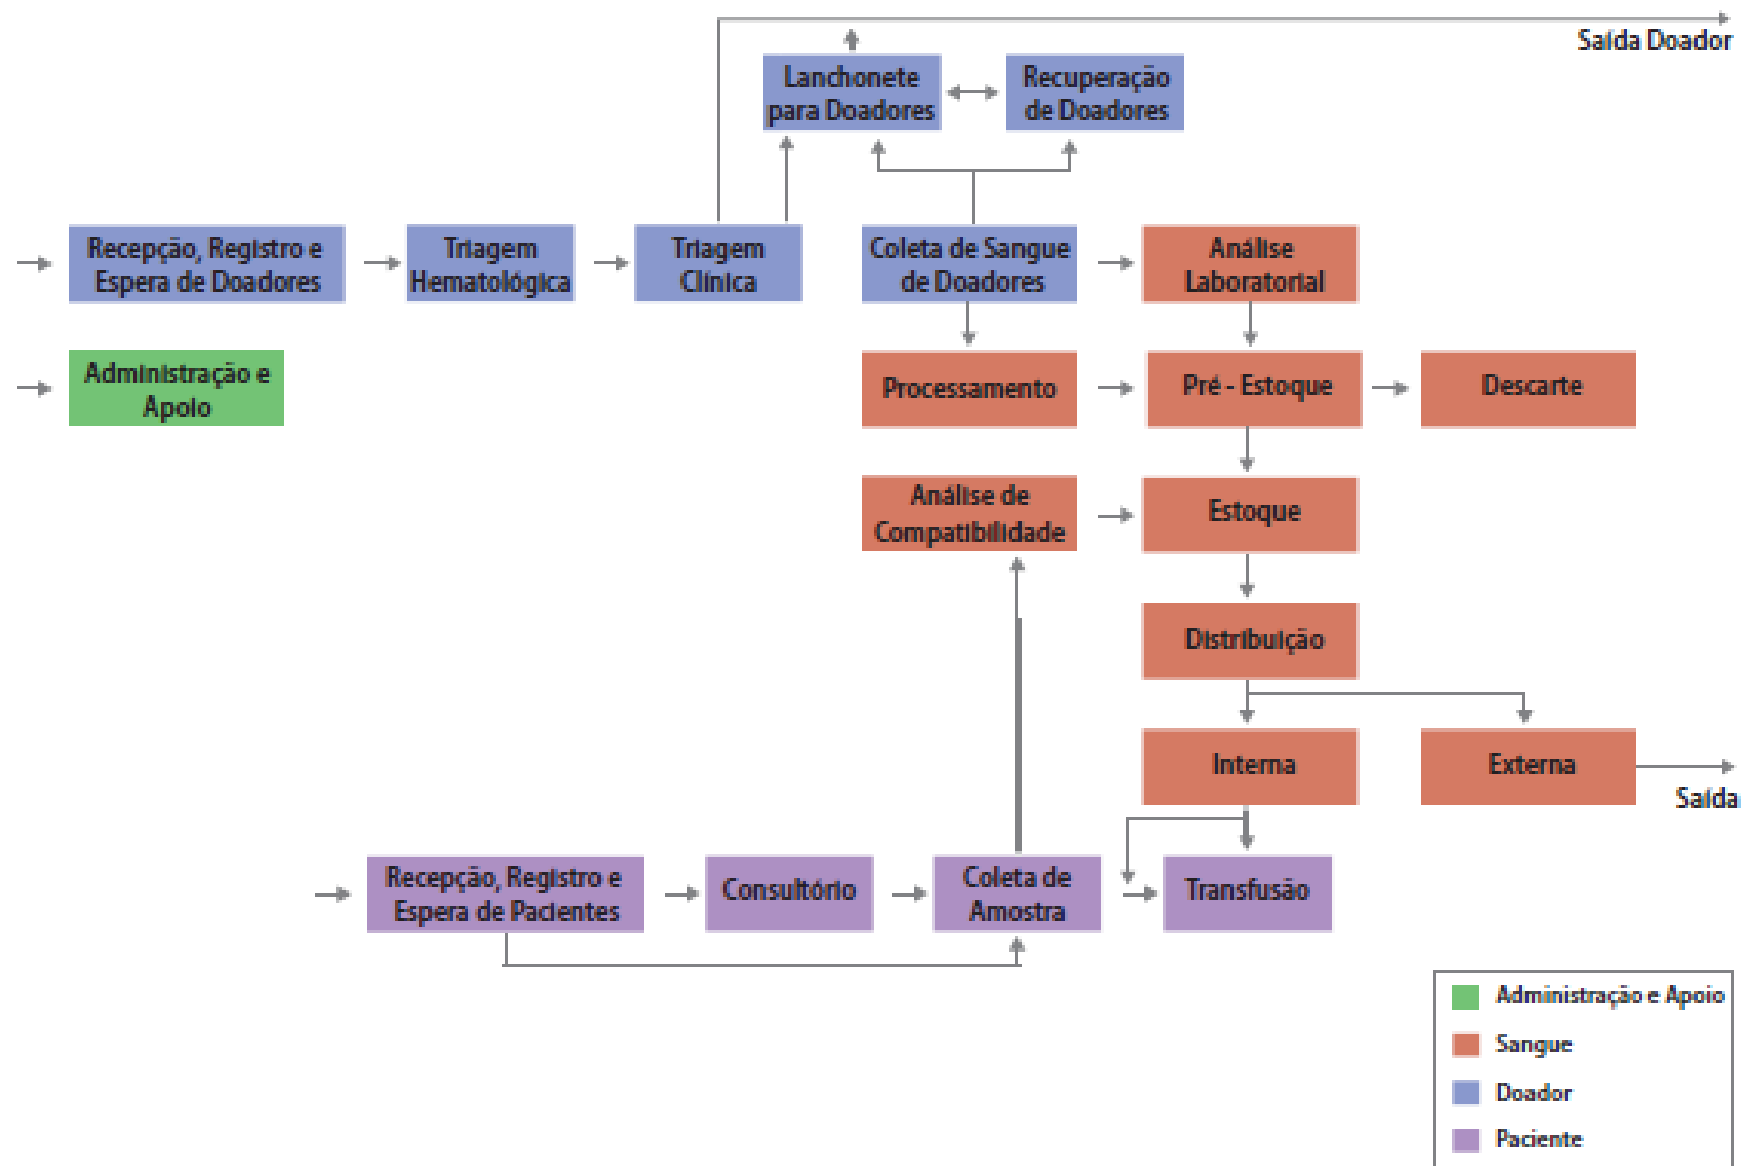 Saída Doador
Lanchonete
para Doadores
Recuperação
de Doadores
Recepção, Registro e
Espera de Doadores
Triagem
Hematológica
Triagem
Clínica
Coleta de Sangue
de Doadores
Análise
Laboratorial
Administração e
Apoio
Processamento
Pré - Estoque
Descarte
Análise de
Compatibilidade
Estoque
Distribuição
Interna
Externa
Saída
Recepção, Registro e
Espera de Pacientes
Consultório
Coleta de
Amostra
Transfusão
Administração e Apoio
Sangue
Doador
Paciente